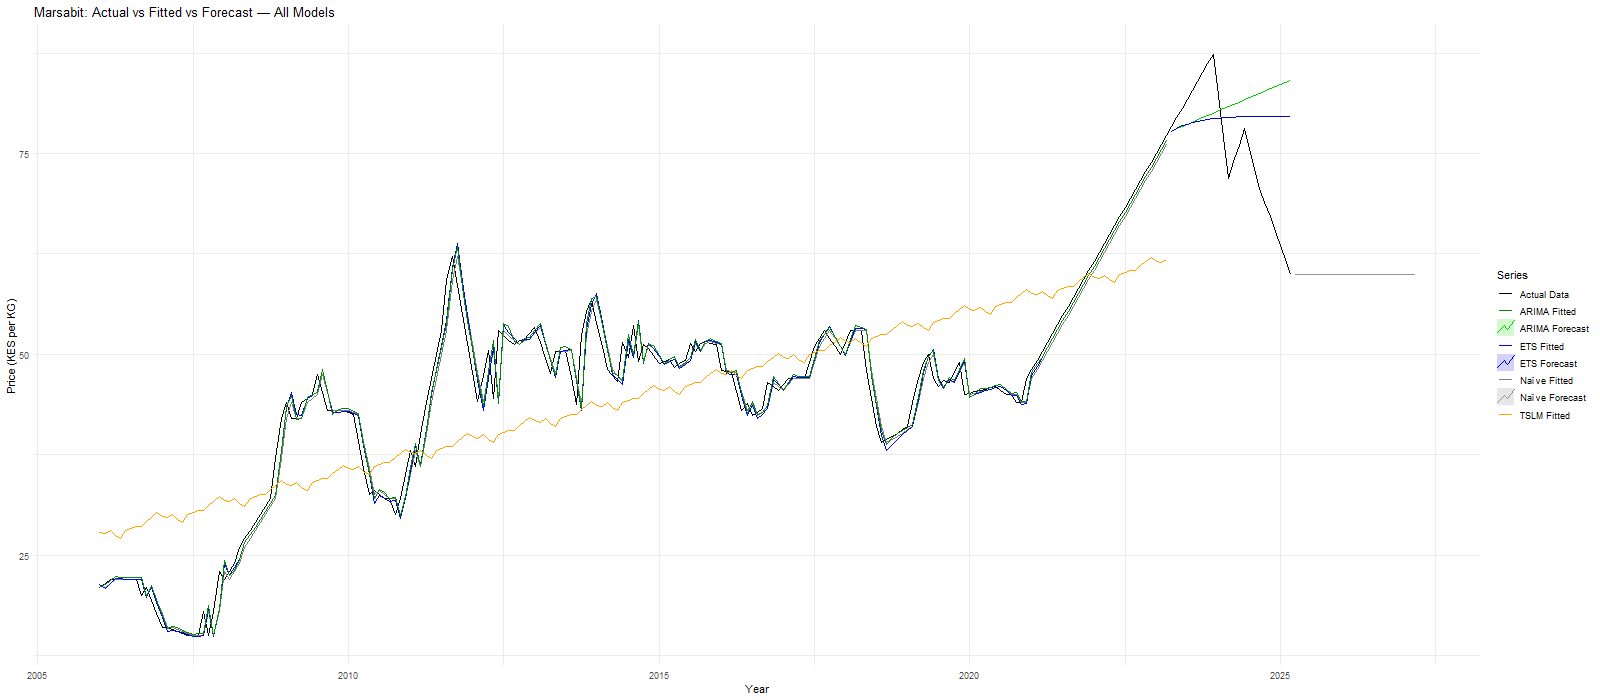 Marsabit: Actual vs Fitted vs Forecast — All Models
Price (KES per KG)
75
50
25
2005
2010
2015
2020
2025
Year
Series
Actual Data
ARIMA Fitted
ARIMA Forecast
ETS Fitted
ETS Forecast
Naïve Fitted
Naïve Forecast
TSLM Fitted